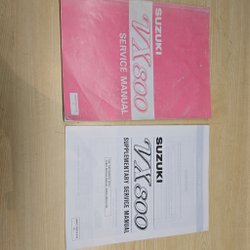 SUZUKI
VX800
SERVICE MANUAL
SUZUKI
VX800
SUPPLEMENTARY SERVICE MANUAL